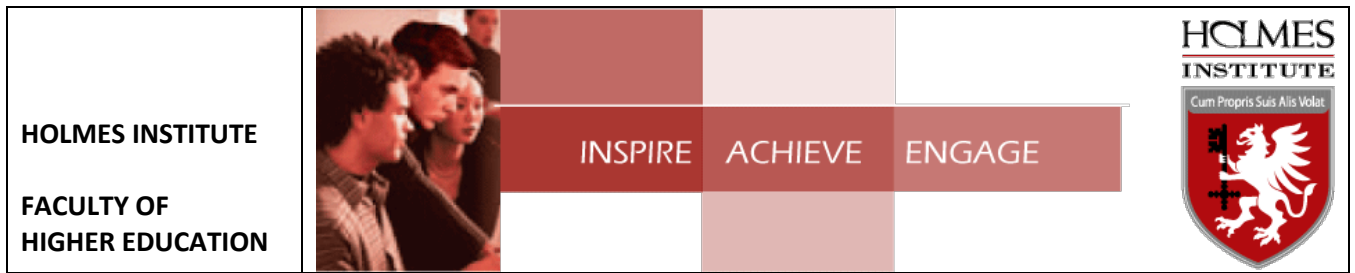 HOLMES INSTITUTE
FACULTY OF
HIGHER EDUCATION
INSPIRE ACHIEVE ENGAGE
HOLMES
INSTITUTE
Cum Propris Suis Alis Volat